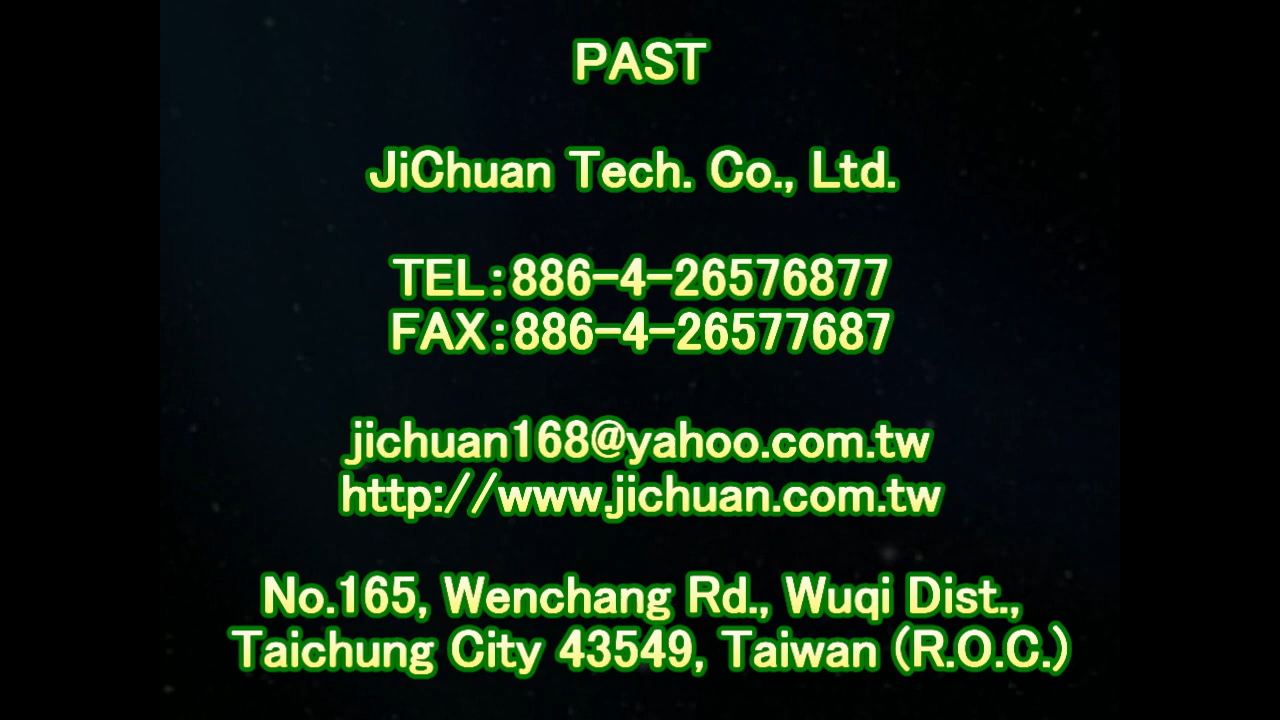 PAST
JiChuan Tech. Co., Ltd.
TEL:886-4-26576877
FAX:886-4-26577687
jichuan168@yahoo.com.tw
http://www.jichuan.com.tw
No.165, Wenchang Rd., Wuqi Dist.,
Taichung City 43549, Taiwan (R.O.C.)